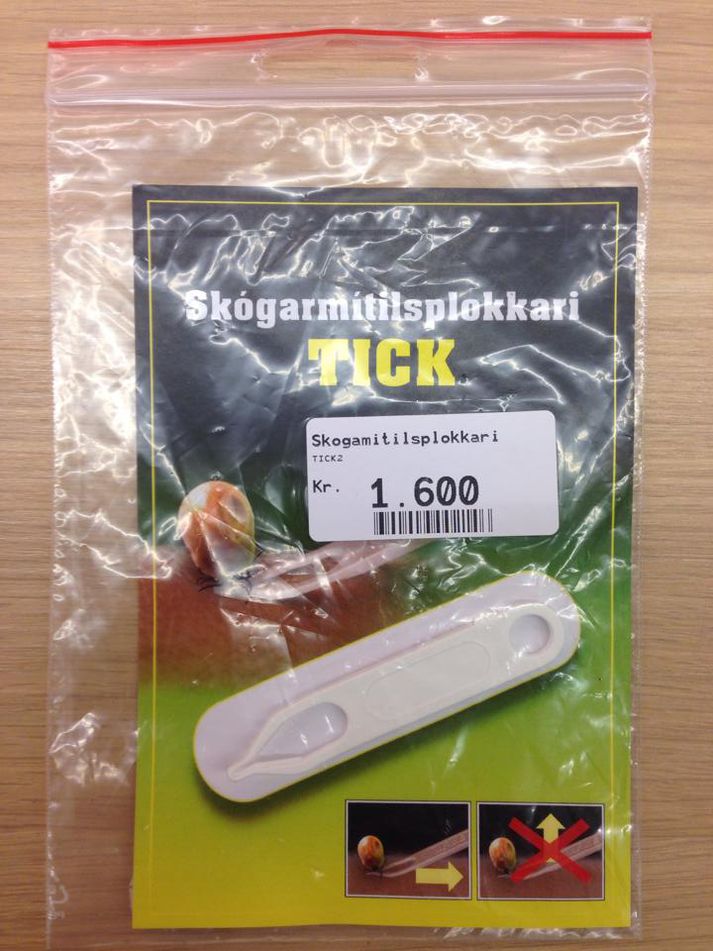 Skógarmítilsplokkari
TICK
Skogamitilsplokkari
TICK2
Kr. 1.600